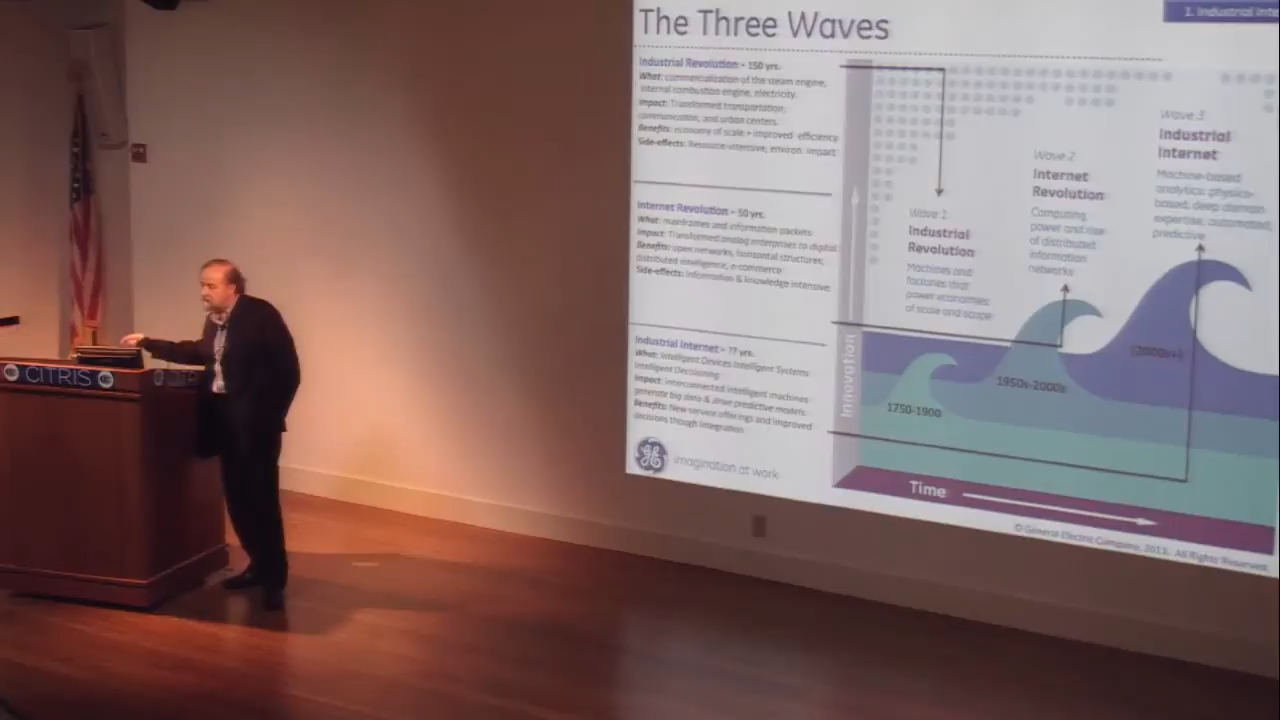 The Three Waves
1. Industrial Inte
Industrial Revolution - 150 yrs.
What: commercialization of the steam engine,
internal combustion engine, electricity.
Impact: Transformed transportation,
communication, and urban centers.
Benefits: economy of scale + improved efficience
Side-effects: Resource-intensive, environ. impact
Internet Revolution - 50 yrs.
What: mainframes and information packets
Impact: Transformed analog enterprises to digital
Benefits: open networks, horizontal structures,
distributed intelligence, e-commerce
Side-effects: Information & knowledge intensive
Industrial Internet - ?? yrs.
What: Intelligent Devices Intelligent Systems
Intelligent Decisioning
Impact: Interconnected intelligent machines
generate big data & drive predictive models
Benefits: New service offerings and improved
decisions though integration
imagination at work
Innovation
Wave 1
Industrial
Revolution
Machines and
factories that
power economies
of scale and scope
Wave 2
Internet
Revolution
Computing
power and rise
of distributed
information
networks
Wave 3
Industrial
Internet
Machine-based
analytics: physics-
based, deep domain
expertise, automated,
predictive
1750-1900
1950s-2000s
(2000s+)
Time
© General Electric Company, 2013. All Rights Reserved.
CITRIS